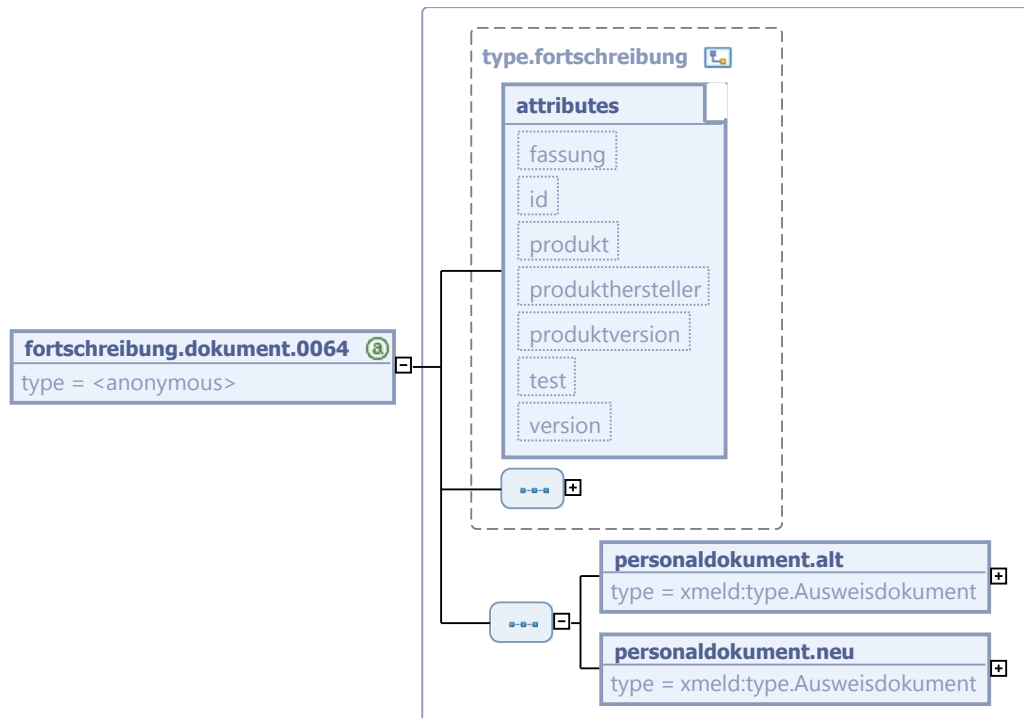 type.fortschreibung
attributes
fassung
id
produkt
produkthersteller
produktversion
test
version
fortschreibung.dokument.0064
type = <anonymous>
personaldokument.alt
type = xmeld:type.Ausweisdokument
personaldokument.neu
type = xmeld:type.Ausweisdokument